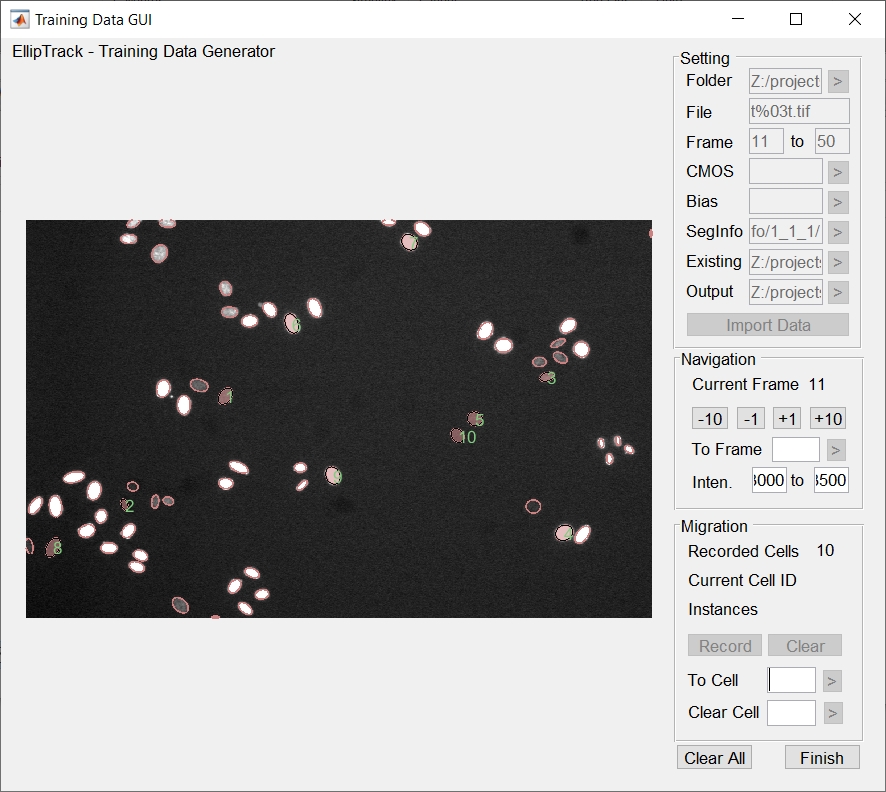 Training Data GUI
EllipTrack - Training Data Generator
Setting
Folder Z:/project >
File t%03t.tif
Frame 11 to 50
CMOS >
Bias >
SegInfo fo/1_1_1/ >
Existing Z:/projects >
Output Z:/projects >
Import Data
Navigation
Current Frame 11
-10 -1 +1 +10
To Frame >
Inten. 3000 to 3500
Migration
Recorded Cells 10
Current Cell ID
Instances
Record Clear
To Cell >
Clear Cell >
Clear All Finish
6
3
1
5
10
2
8